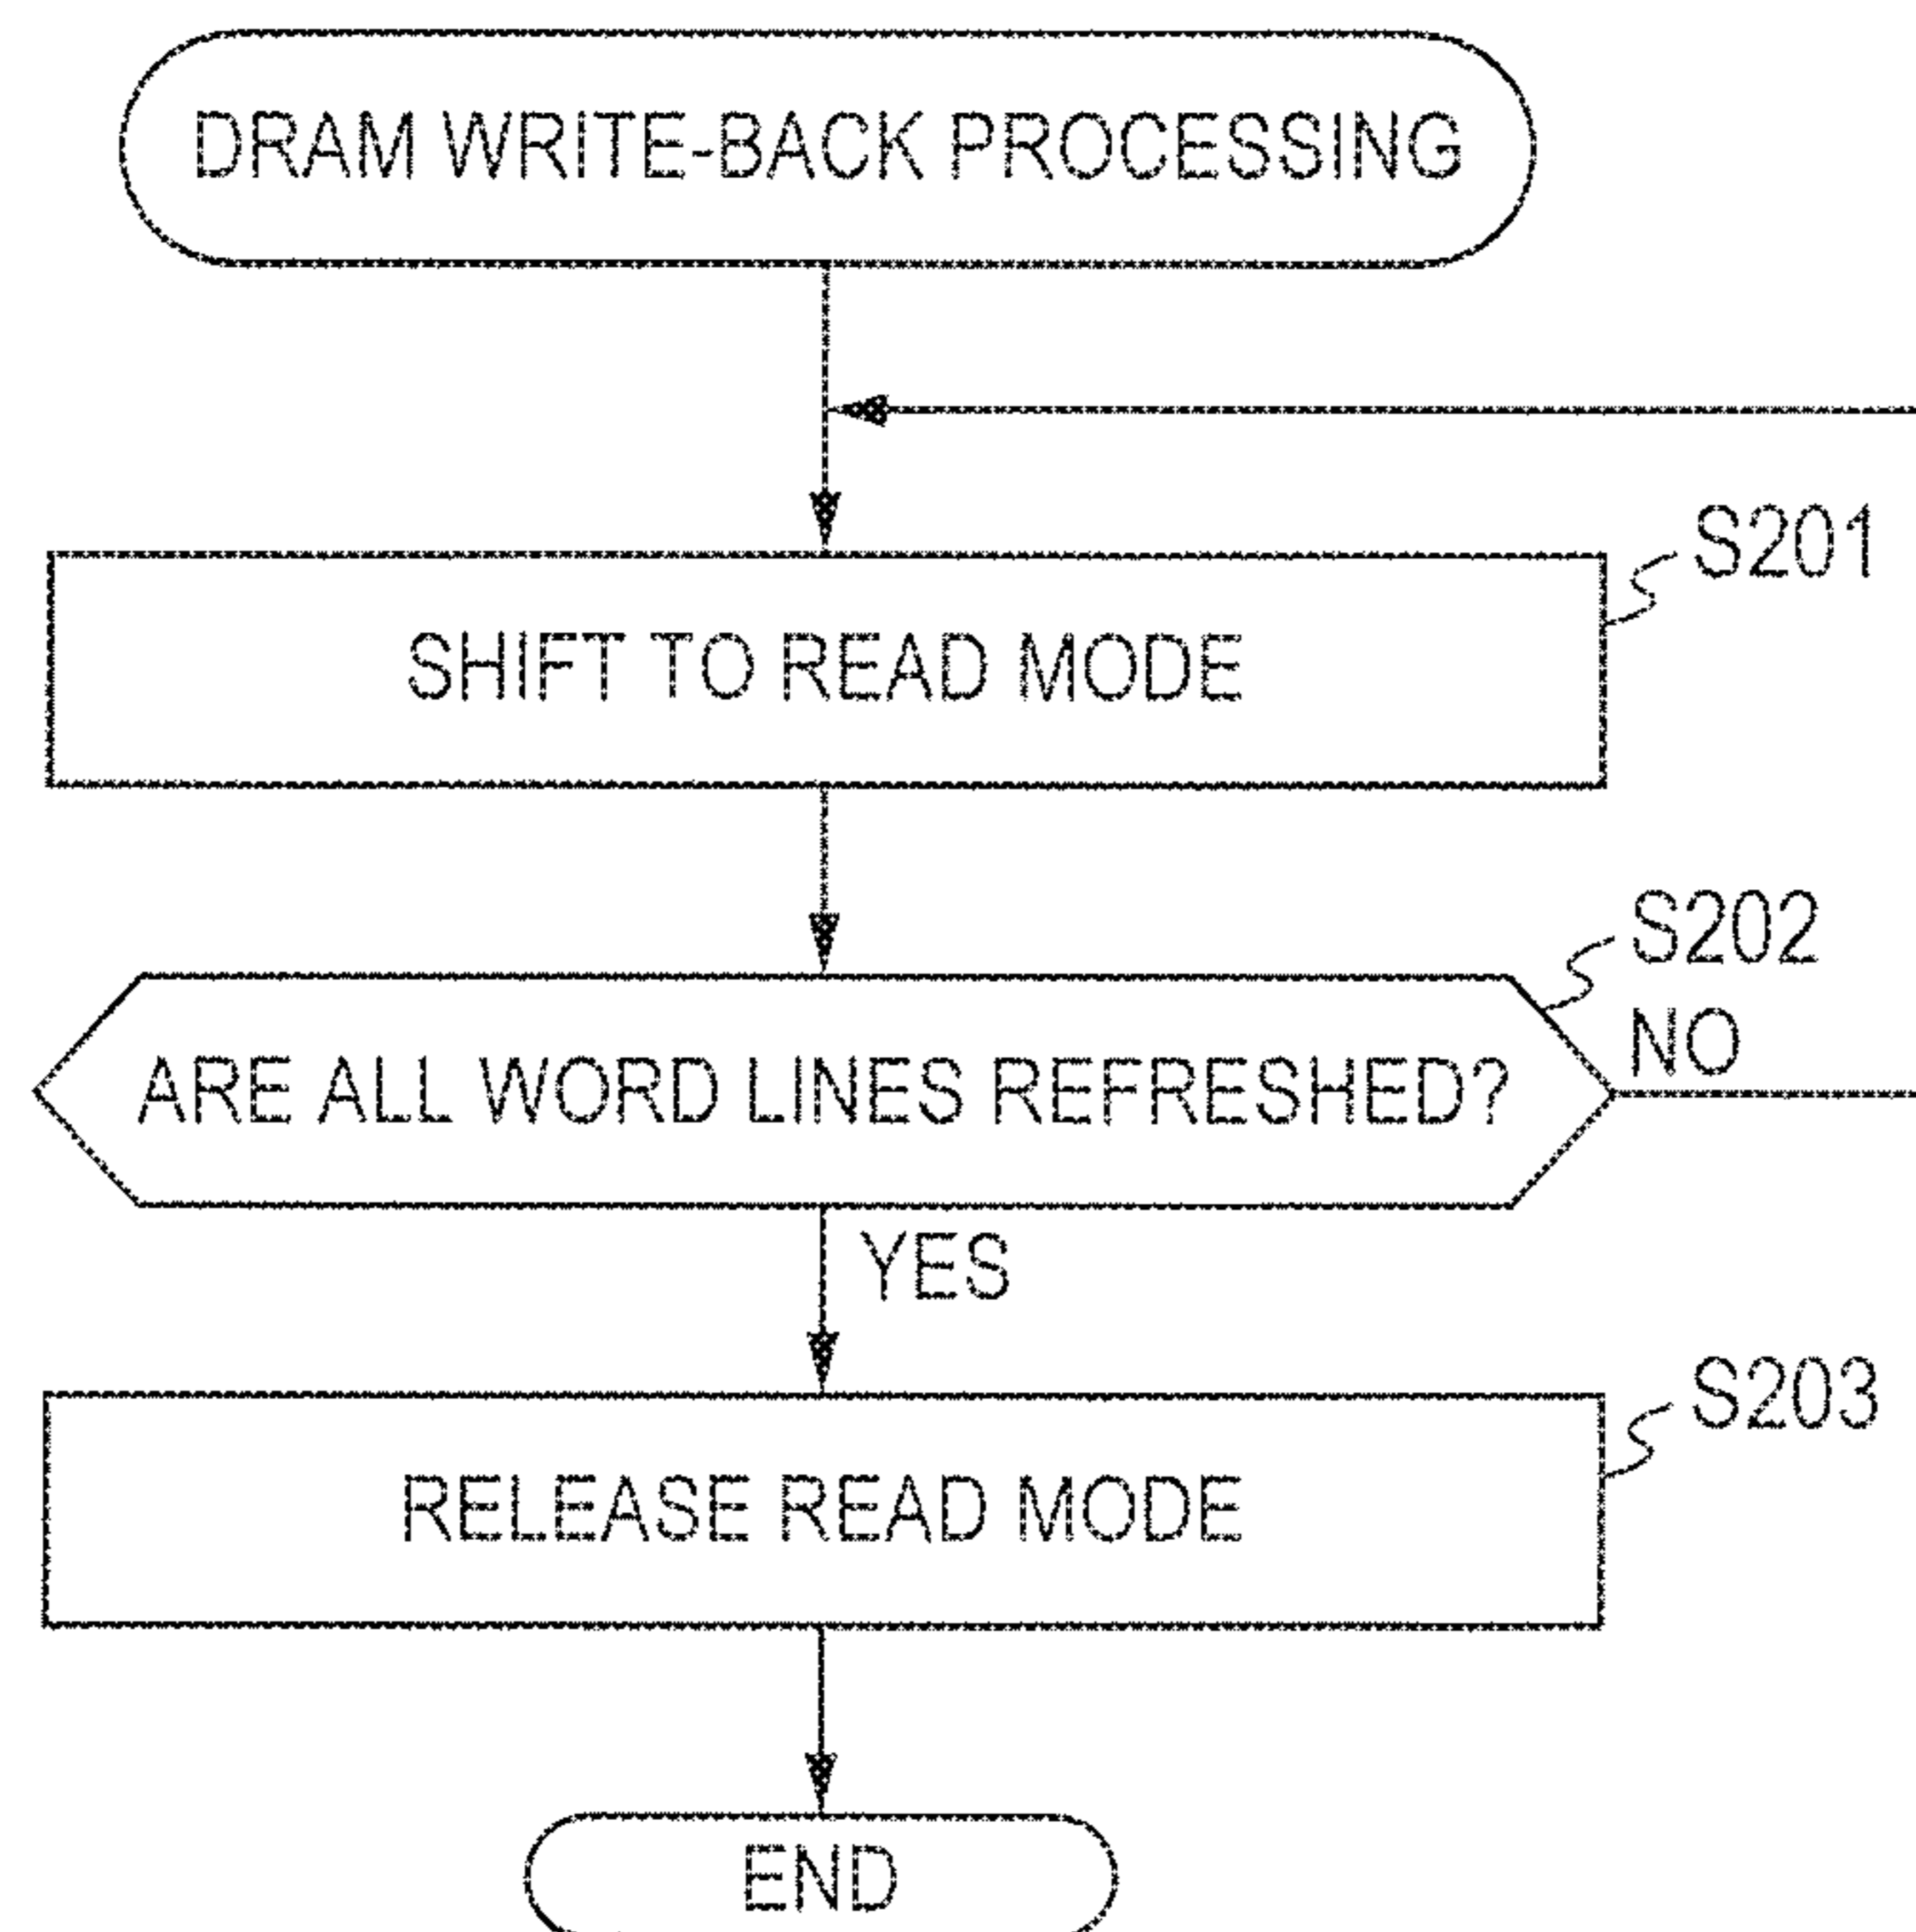 DRAM WRITE-BACK PROCESSING
S201
SHIFT TO READ MODE
S202
NO
ARE ALL WORD LINES REFRESHED?
YES
S203
RELEASE READ MODE
END